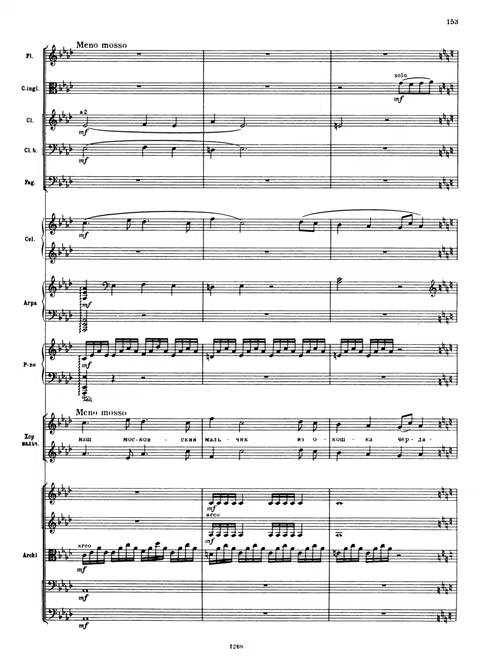 153
Meno mosso
Fl.
solo
C.ingl.
mf
a2
Cl.
mf
Cl. b.
mf
Fag.
Cel.
mf
Arpa
mf
P-no
mf
Meno mosso
Хор
мальч.
наш мос-ков-ский маль-чик из о-кош-ка чер-да-
mf
arco
mf
arco
Archi
mf
mf
1268